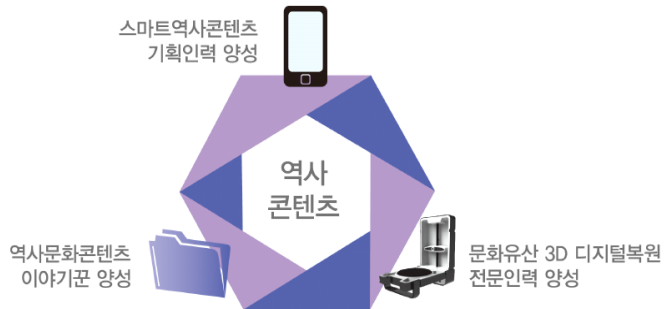 스마트역사콘텐츠
기획인력 양성
역사
콘텐츠
역사문화콘텐츠
이야기꾼 양성
문화유산 3D 디지털복원
전문인력 양성